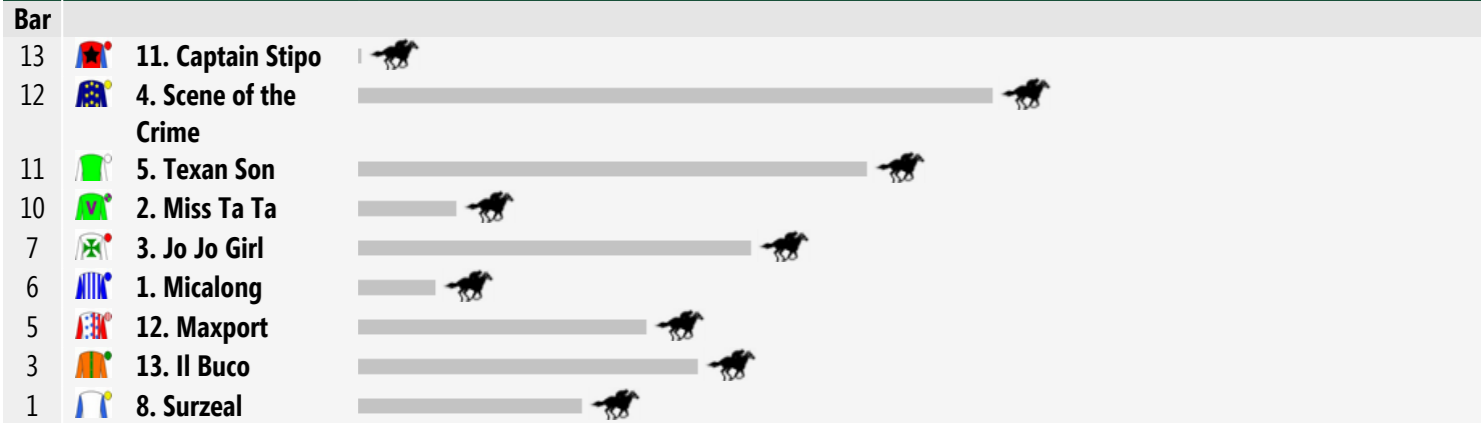 Bar
13 11. Captain Stipo
12 4. Scene of the
Crime
11 5. Texan Son
10 V 2. Miss Ta Ta
7 3. Jo Jo Girl
6 1. Micalong
5 12. Maxport
3 13. Il Buco
1 8. Surzeal